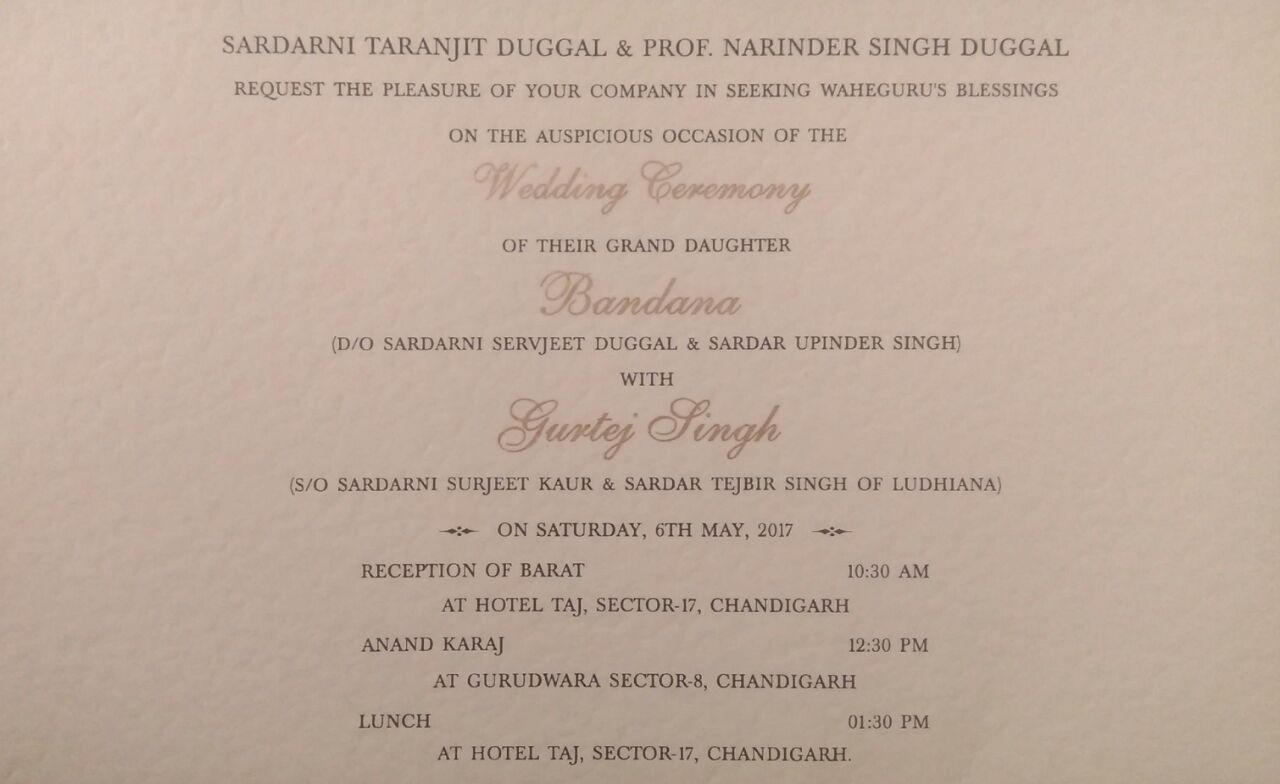 SARDARNI TARANJIT DUGGAL & PROF. NARINDER SINGH DUGGAL
REQUEST THE PLEASURE OF YOUR COMPANY IN SEEKING WAHEGURU'S BLESSINGS
ON THE AUSPICIOUS OCCASION OF THE
Wedding Ceremony
OF THEIR GRAND DAUGHTER
Bandana
(D/O SARDARNI SERVJEET DUGGAL & SARDAR UPINDER SINGH)
WITH
Gurtej Singh
(S/O SARDARNI SURJEET KAUR & SARDAR TEJBIR SINGH OF LUDHIANA)
ON SATURDAY, 6TH MAY, 2017
RECEPTION OF BARAT 10:30 AM
AT HOTEL TAJ, SECTOR-17, CHANDIGARH
ANAND KARAJ 12:30 PM
AT GURUDWARA SECTOR-8, CHANDIGARH
LUNCH 01:30 PM
AT HOTEL TAJ, SECTOR-17, CHANDIGARH.